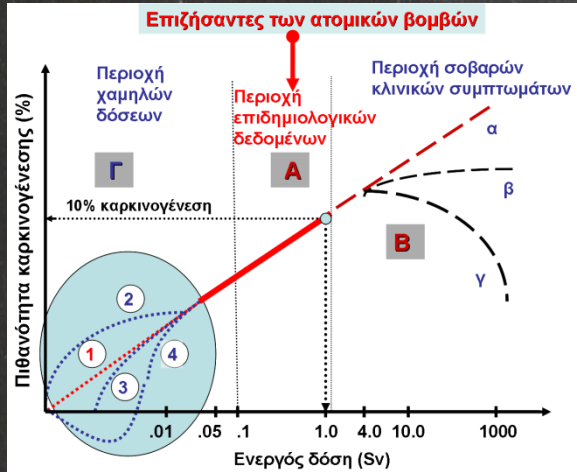 Επιζήσαντες των ατομικών βομβών
Περιοχή
χαμηλών
δόσεων
Περιοχή
επιδημιολογικών
δεδομένων
Περιοχή σοβαρών
κλινικών συμπτωμάτων
Γ
Α
Β
α
β
γ
10% καρκινογένεση
Πιθανότητα καρκινογένεσης (%)
1
2
3
4
.01
.05
.1
1.0
4.0
10.0
1000
Ενεργός δόση (Sv)